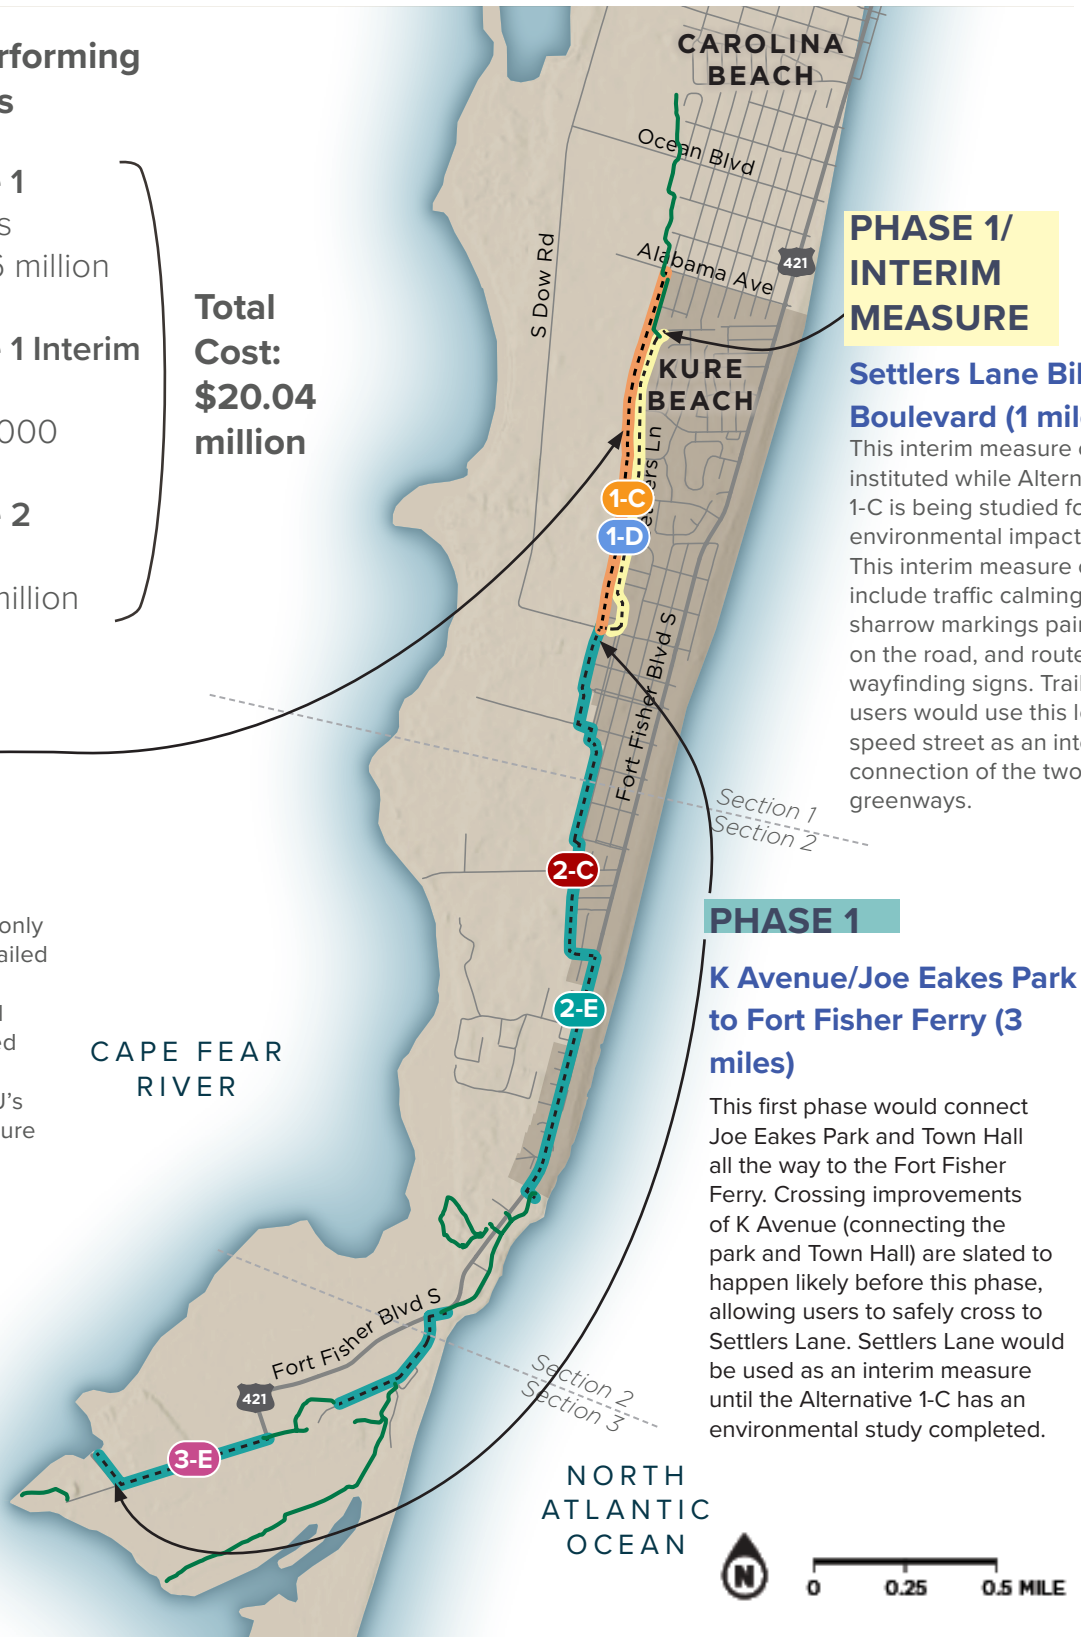 rforming
s
1
s
million
1 Interim
000
2
million
Total
Cost:
$20.04
million
only
ailed
ed
U's
ure
CAROLINA
BEACH
Ocean Blvd
Alabama Ave
421
S Dow Rd
KURE
BEACH
ers Ln
1-C
1-D
Fort Fisher Blvd S
Section 1
Section 2
2-C
2-E
CAPE FEAR
RIVER
Fort Fisher Blvd S
421
Section 2
Section 3
3-E
NORTH
ATLANTIC
OCEAN
PHASE 1/
INTERIM
MEASURE
Settlers Lane Bi
Boulevard (1 mil
This interim measure
instituted while Altern
1-C is being studied fo
environmental impact
This interim measure
include traffic calming
sharrow markings pai
on the road, and route
wayfinding signs. Trail
users would use this l
speed street as an int
connection of the two
greenways.
PHASE 1
K Avenue/Joe Eakes Park
to Fort Fisher Ferry (3
miles)
This first phase would connect
Joe Eakes Park and Town Hall
all the way to the Fort Fisher
Ferry. Crossing improvements
of K Avenue (connecting the
park and Town Hall) are slated to
happen likely before this phase,
allowing users to safely cross to
Settlers Lane. Settlers Lane would
be used as an interim measure
until the Alternative 1-C has an
environmental study completed.
N
0 0.25 0.5 MILE